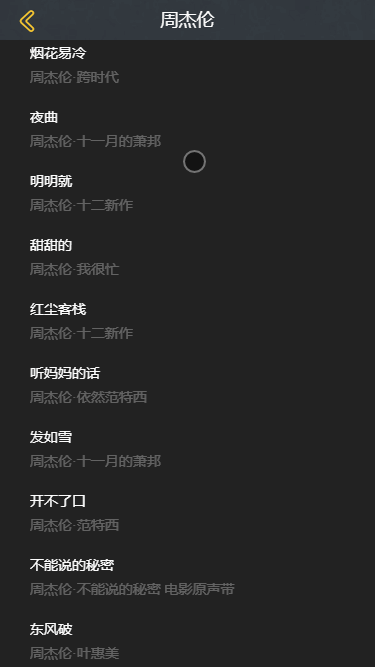 周杰伦
烟花易冷
周杰伦·跨时代
夜曲
周杰伦·十一月的萧邦
明明就
周杰伦·十二新作
甜甜的
周杰伦·我很忙
红尘客栈
周杰伦·十二新作
听妈妈的话
周杰伦·依然范特西
发如雪
周杰伦·十一月的萧邦
开不了口
周杰伦·范特西
不能说的秘密
周杰伦·不能说的秘密 电影原声带
东风破
周杰伦·叶惠美